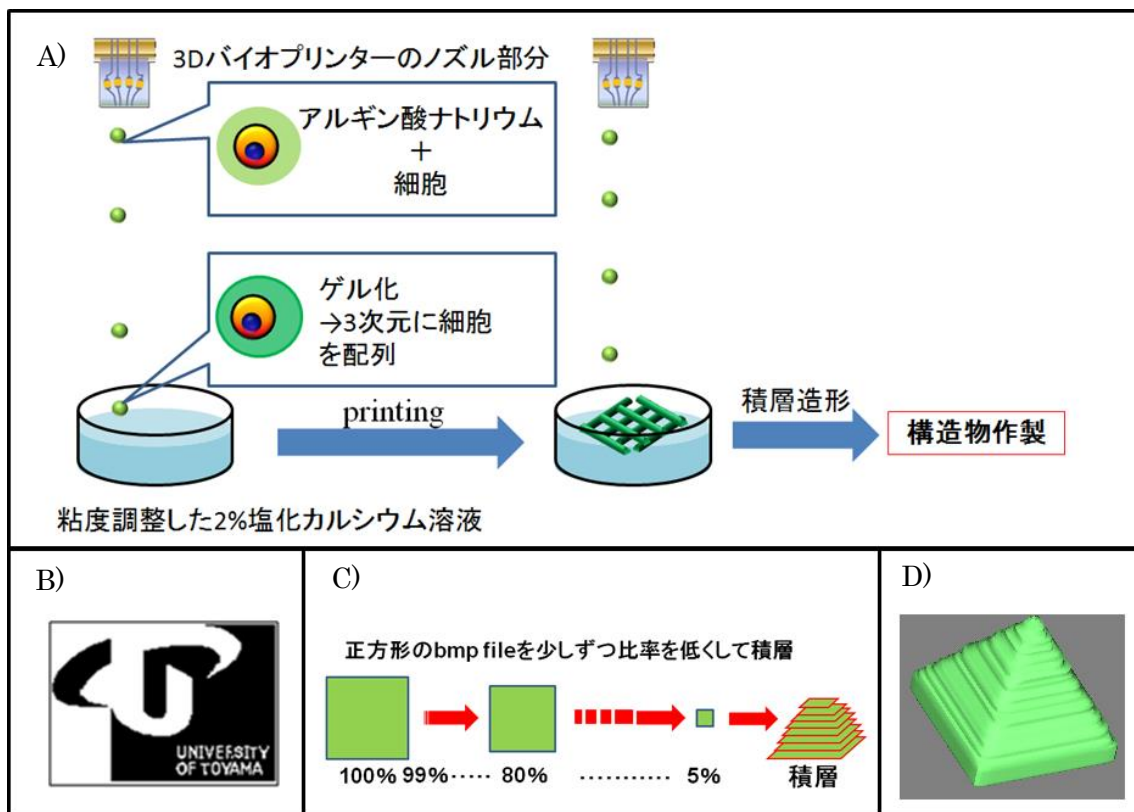 A)
3Dバイオプリンターのノズル部分
アルギン酸ナトリウム
+
細胞
ゲル化
→3次元に細胞
を配列
printing
積層造形
構造物作製
粘度調整した2%塩化カルシウム溶液
B)
UNIVERSITY
OF TOYAMA
C)
正方形のbmp fileを少しずつ比率を低くして積層
100% 99%‥‥‥ 80% ‥‥‥‥‥ 5% 積層
D)